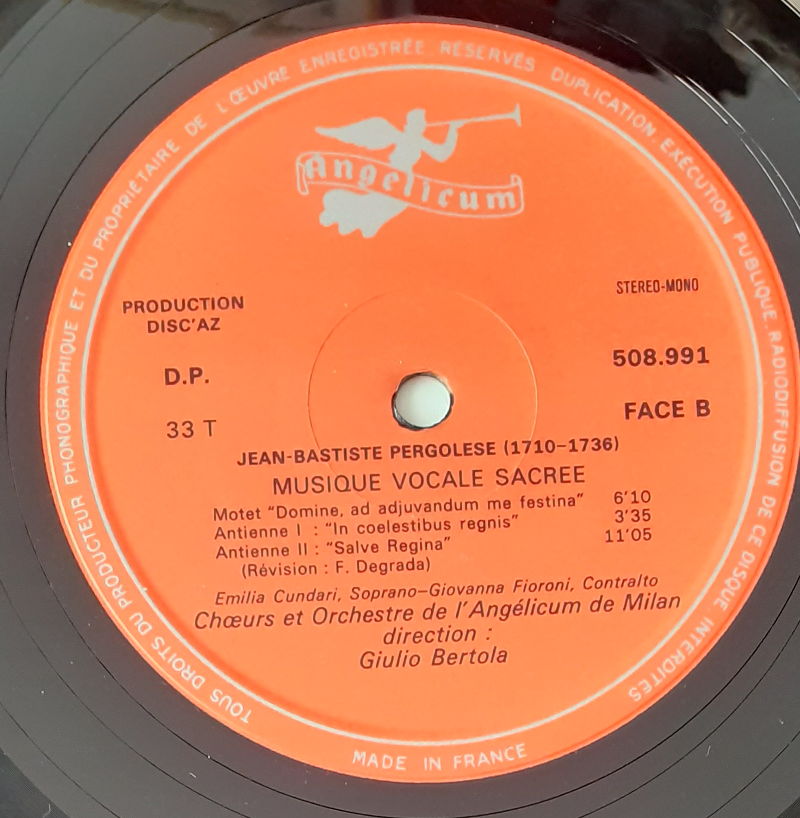 TOUS DROITS DU PRODUCTEUR PHONOGRAPHIQUE ET DU PROPRIÉTAIRE DE L'ŒUVRE ENREGISTRÉE RÉSERVÉS DUPLICATION EXÉCUTION PUBLIQUE, RADIODIFFUSION DE CE DISQUE INTERDITES
Angelicum
PRODUCTION
DISC'AZ
STEREO-MONO
D.P.
508.991
33 T
FACE B
JEAN-BASTISTE PERGOLESE (1710-1736)
MUSIQUE VOCALE SACREE
Motet "Domine, ad adjuvandum me festina" 6'10
Antienne I : "In coelestibus regnis" 3'35
Antienne II : "Salve Regina" 11'05
(Révision : F. Degrada)
Emilia Cundari, Soprano-Giovanna Fioroni, Contralto
Chœurs et Orchestre de l'Angélicum de Milan
direction :
Giulio Bertola
MADE IN FRANCE